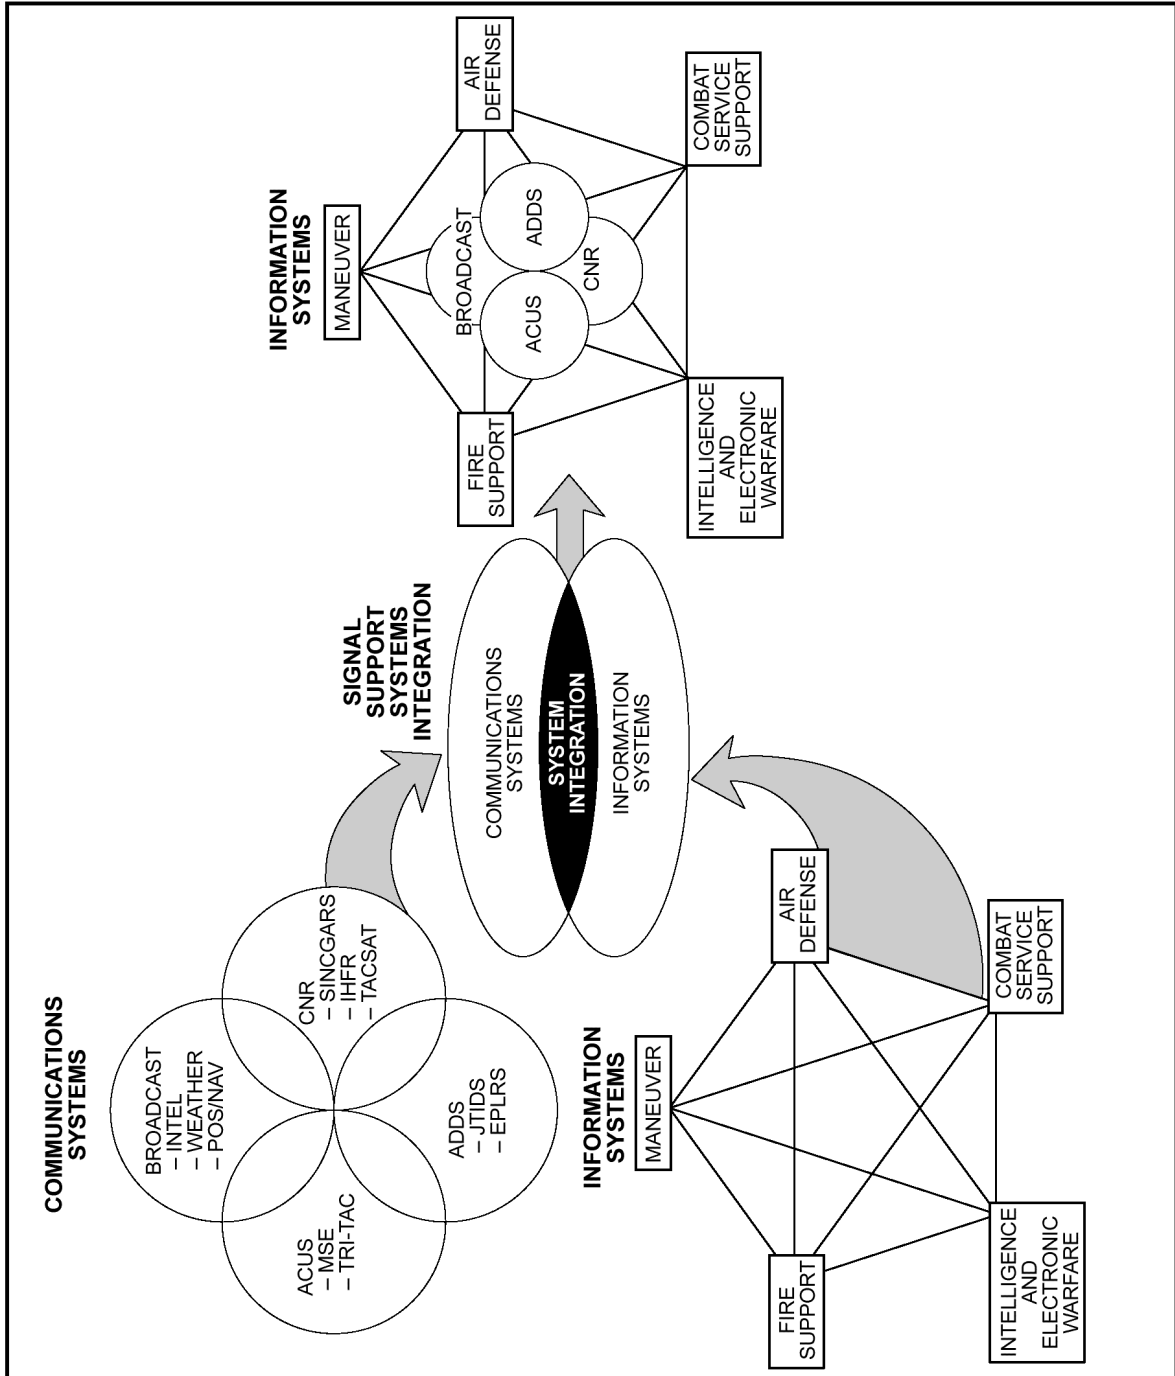 COMMUNICATIONS
SYSTEMS
BROADCAST
– INTEL
– WEATHER
– POS/NAV
ACUS
– MSE
– TRI-TAC
CNR
– SINCGARS
– IHFR
– TACSAT
ADDS
– JTIDS
– EPLRS
INFORMATION
SYSTEMS
MANEUVER
FIRE
SUPPORT
AIR
DEFENSE
INTELLIGENCE
AND
ELECTRONIC
WARFARE
COMBAT
SERVICE
SUPPORT
SIGNAL
SUPPORT
SYSTEMS
INTEGRATION
COMMUNICATIONS
SYSTEMS
SYSTEM
INTEGRATION
INFORMATION
SYSTEMS
INFORMATION
SYSTEMS
MANEUVER
FIRE
SUPPORT
AIR
DEFENSE
BROADCAST
ACUS
ADDS
CNR
INTELLIGENCE
AND
ELECTRONIC
WARFARE
COMBAT
SERVICE
SUPPORT